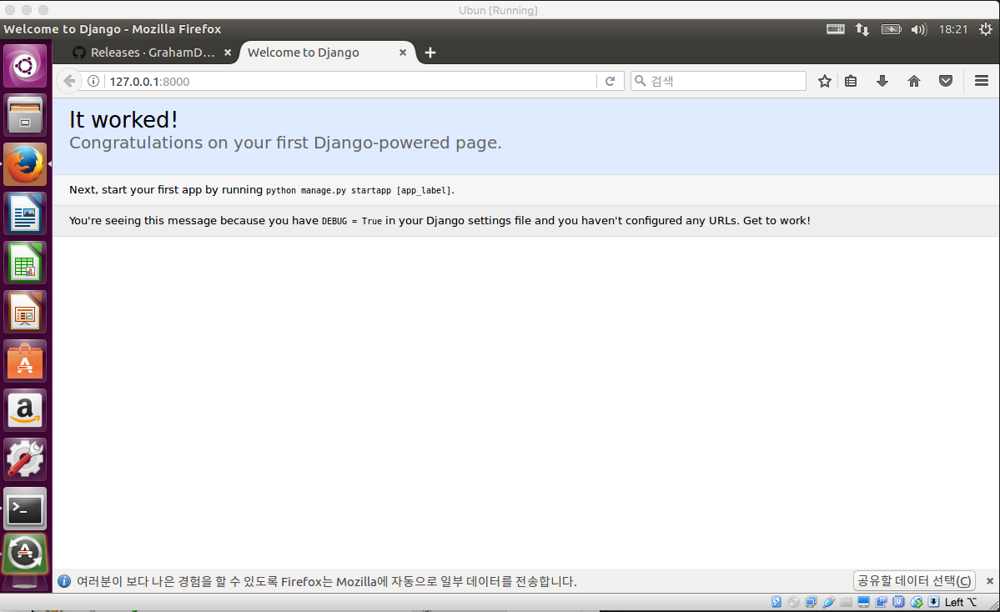 Ubun [Running]
Welcome to Django - Mozilla Firefox
18:21
Releases · GrahamD... ×
Welcome to Django ×
127.0.0.1:8000
검색
It worked!
Congratulations on your first Django-powered page.
Next, start your first app by running python manage.py startapp [app_label].
You're seeing this message because you have DEBUG = True in your Django settings file and you haven't configured any URLs. Get to work!
여러분이 보다 나은 경험을 할 수 있도록 Firefox는 Mozilla에 자동으로 일부 데이터를 전송합니다.
공유할 데이터 선택(C) ×
Left ⌥